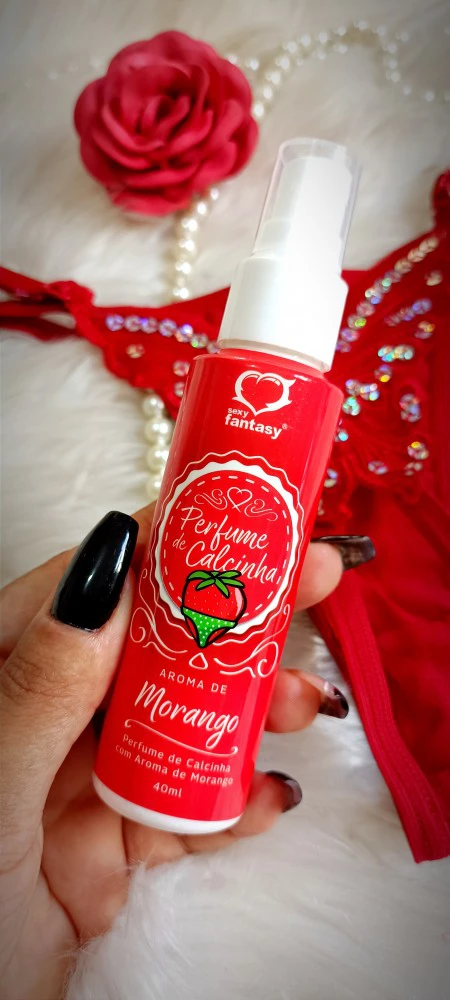 sexy
fantasy®
Perfume
de Calcinha
AROMA DE
Morango
Perfume de Calcinha
com Aroma de Morango
40ml